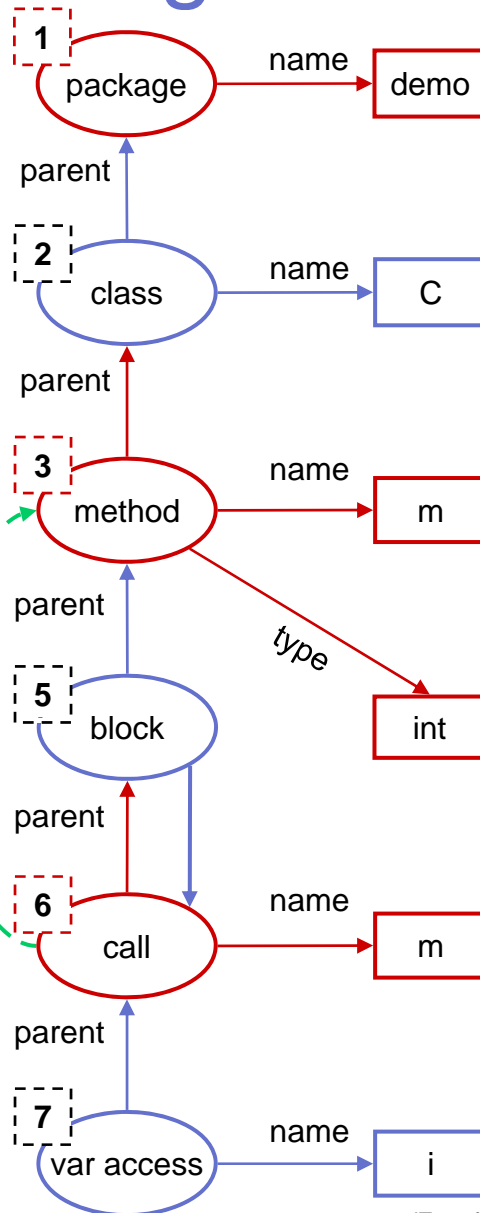 1
name
package
demo
parent
2
name
class
C
parent
3
name
method
m
parent
type
5
block
int
parent
6
name
call
m
parent
7
name
var access
i